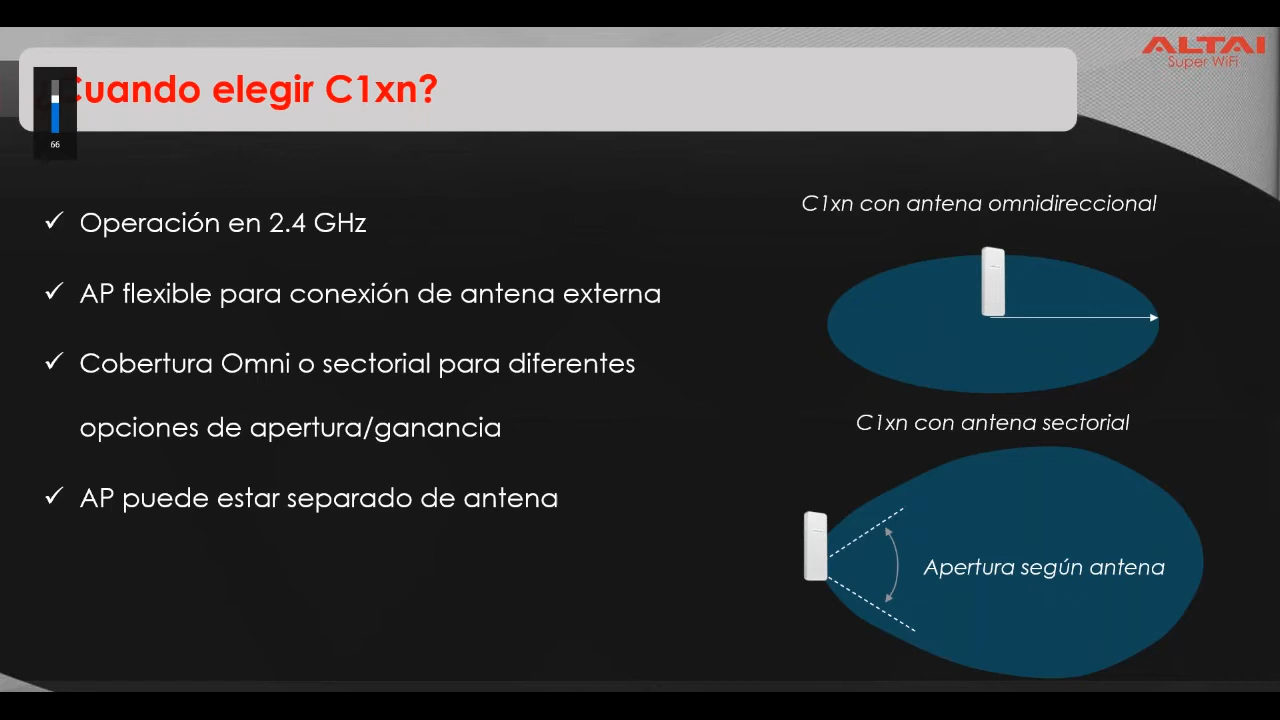 ALTAI
Super WiFi
Cuando elegir C1xn?
66
✓ Operación en 2.4 GHz
✓ AP flexible para conexión de antena externa
✓ Cobertura Omni o sectorial para diferentes
opciones de apertura/ganancia
✓ AP puede estar separado de antena
C1xn con antena omnidireccional
C1xn con antena sectorial
Apertura según antena